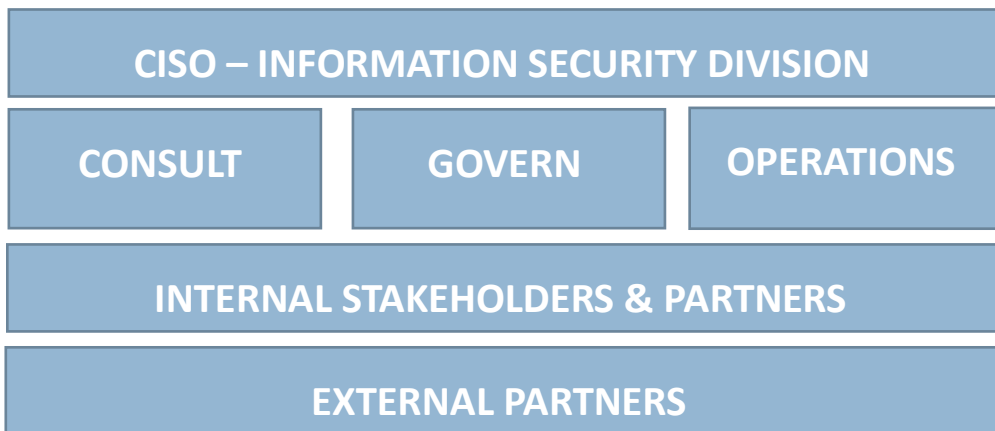 CISO – INFORMATION SECURITY DIVISION
CONSULT
GOVERN
OPERATIONS
INTERNAL STAKEHOLDERS & PARTNERS
EXTERNAL PARTNERS